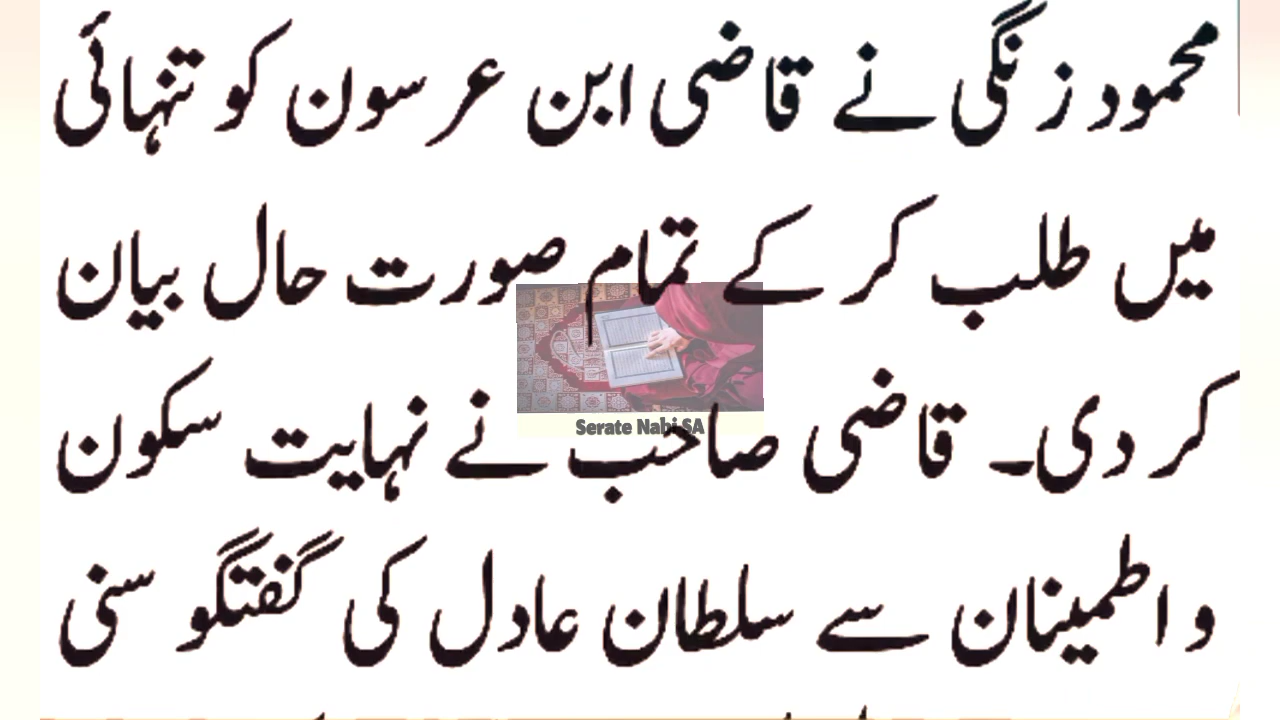 محمود زنگی نے قاضی ابن عرسون کو تنہائی
میں طلب کر کے تمام صورت حال بیان
کر دی۔ قاضی صاحب نے نہایت سکون
و اطمینان سے سلطان عادل کی گفتگو سنی
Serate Nabi SA